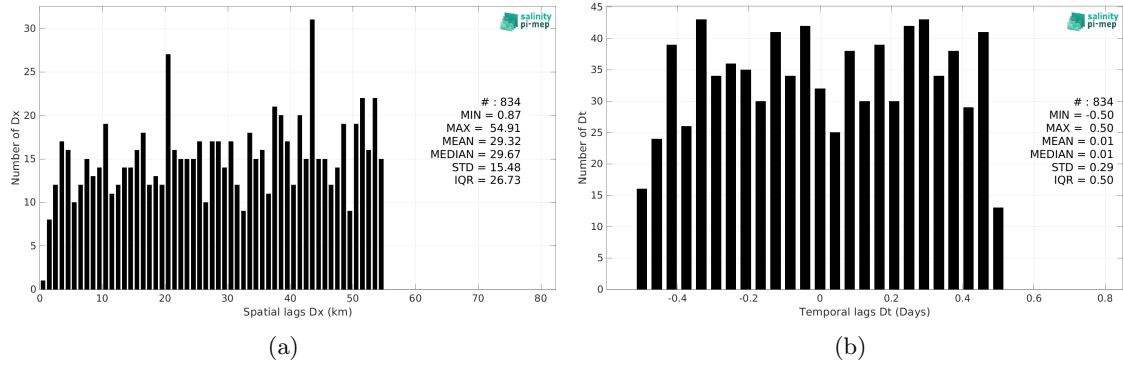 salinity
pi-mep
Number of Dx
30
25
20
15
10
5
0
# : 834
MIN = 0.87
MAX = 54.91
MEAN = 29.32
MEDIAN = 29.67
STD = 15.48
IQR = 26.73
0 10 20 30 40 50 60 70 80
Spatial lags Dx (km)
(a)
salinity
pi-mep
Number of Dt
45
40
35
30
25
20
15
10
5
0
# : 834
MIN = -0.50
MAX = 0.50
MEAN = 0.01
MEDIAN = 0.01
STD = 0.29
IQR = 0.50
-0.4 -0.2 0 0.2 0.4 0.6 0.8
Temporal lags Dt (Days)
(b)